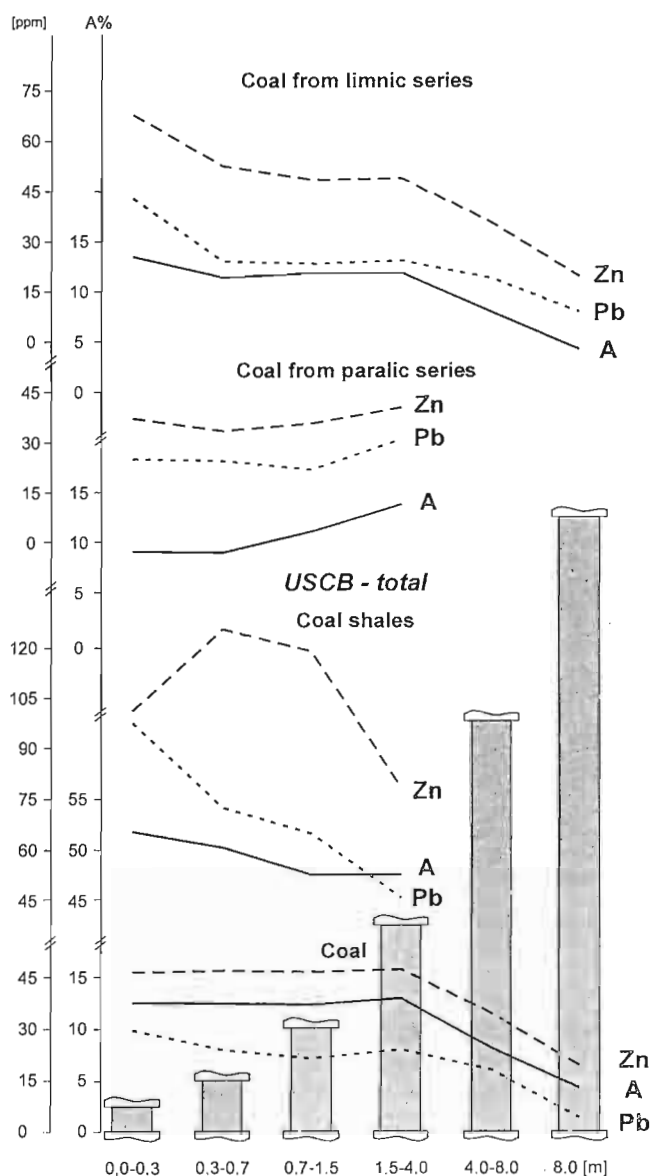 [ppm] A%
Coal from limnic series
75
60
45
30 15
15 10
0 5
Zn
Pb
A
Coal from paralic series
45 0
30
15 15
0 10
Zn
Pb
A
USCB - total
Coal shales
5
120 0
105
90
75 55
60 50
45 45
Zn
A
Pb
Coal
45 15
30 10
15 5
0 0
Zn
A
Pb
0,0-0.3 0.3-0.7 0.7-1.5 1.5-4.0 4.0-8.0 8.0 [m]